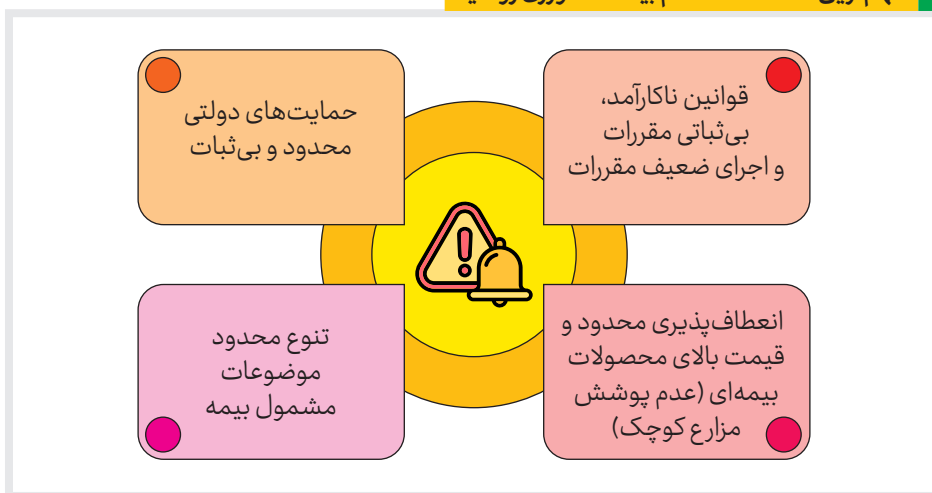 قوانین ناکارآمد،
بی‌ثباتی مقررات
و اجرای ضعیف مقررات
حمایت‌های دولتی
محدود و بی‌ثبات
انعطاف‌پذیری محدود و
قیمت بالای محصولات
بیمه‌ای (عدم پوشش
مزارع کوچک)
تنوع محدود
موضوعات
مشمول بیمه